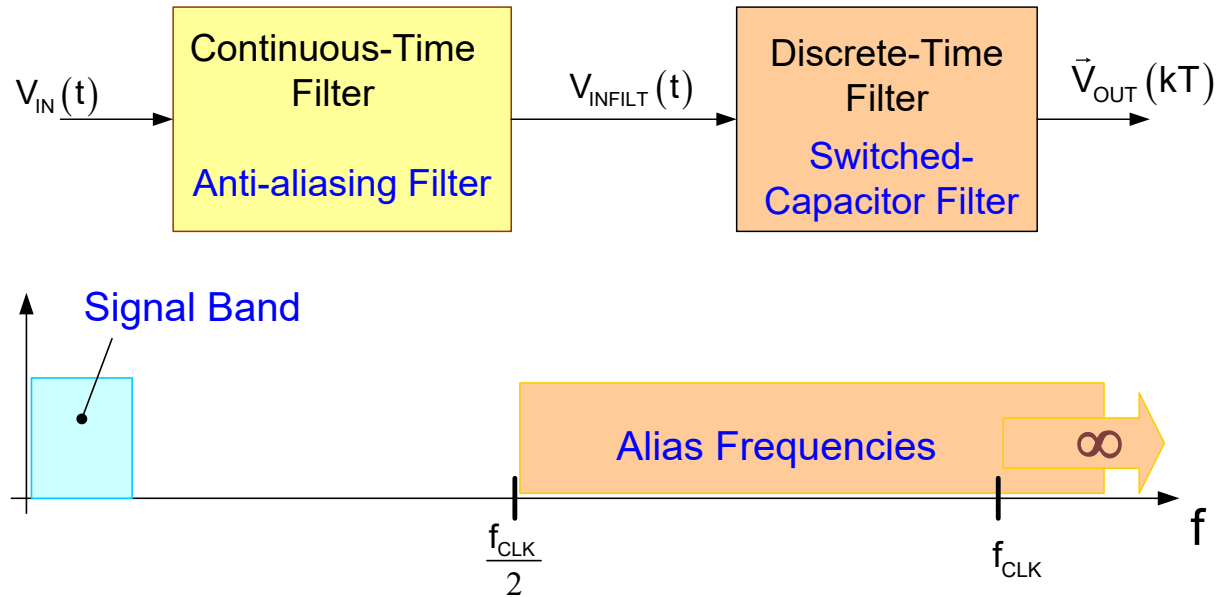 Continuous-Time
Filter
Anti-aliasing Filter
V_IN(t)
V_INFILT(t)
Discrete-Time
Filter
Switched-
Capacitor Filter
V⃗_OUT(kT)
Signal Band
Alias Frequencies
∞
f_CLK
2
f_CLK
f